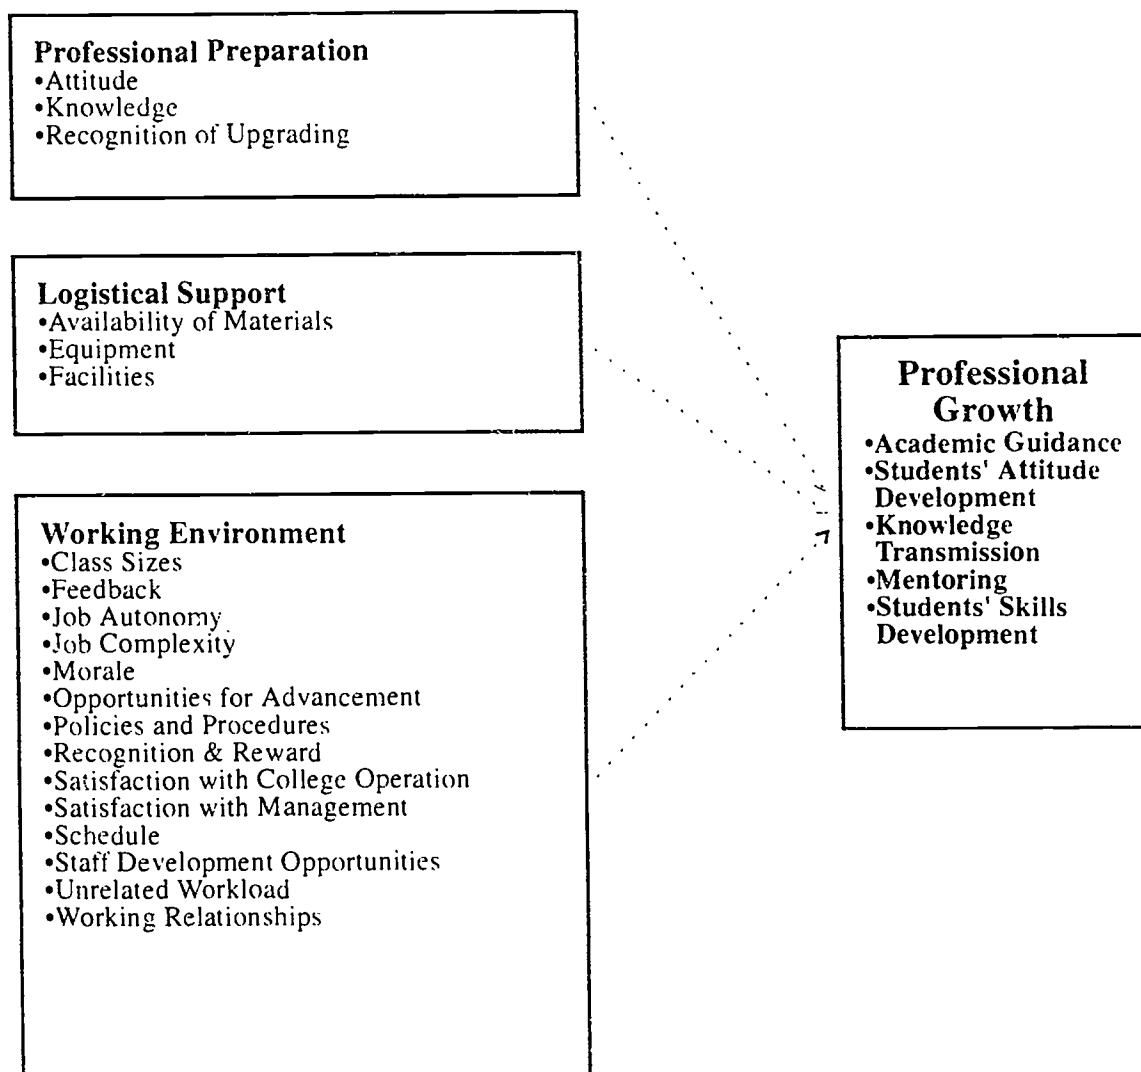 Professional Preparation
•Attitude
•Knowledge
•Recognition of Upgrading
Logistical Support
•Availability of Materials
•Equipment
•Facilities
Working Environment
•Class Sizes
•Feedback
•Job Autonomy
•Job Complexity
•Morale
•Opportunities for Advancement
•Policies and Procedures
•Recognition & Reward
•Satisfaction with College Operation
•Satisfaction with Management
•Schedule
•Staff Development Opportunities
•Unrelated Workload
•Working Relationships
Professional
Growth
•Academic Guidance
•Students' Attitude
Development
•Knowledge
Transmission
•Mentoring
•Students' Skills
Development